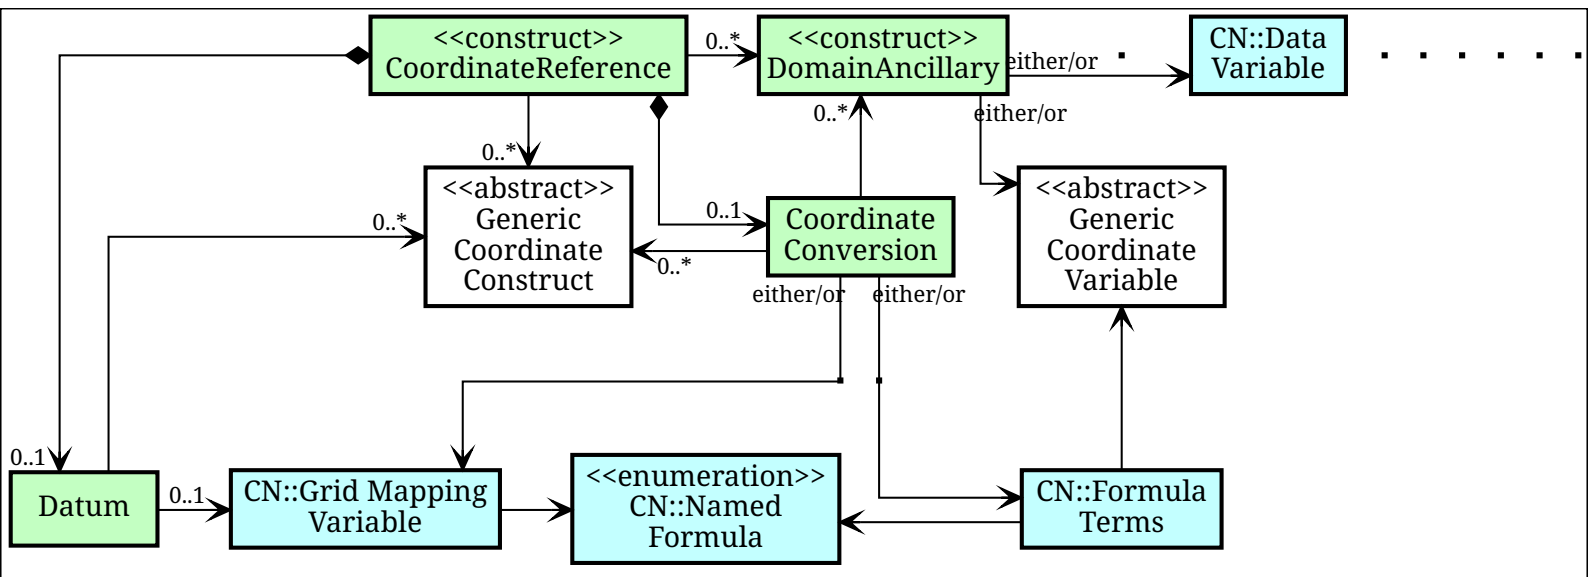 <<construct>>
CoordinateReference
0..*
<<construct>>
DomainAncillary
either/or
CN::Data
Variable
0..*
either/or
0..*
<<abstract>>
Generic
Coordinate
Construct
0..*
0..1
0..*
Coordinate
Conversion
<<abstract>>
Generic
Coordinate
Variable
either/or
either/or
0..1
Datum
0..1
CN::Grid Mapping
Variable
<<enumeration>>
CN::Named
Formula
CN::Formula
Terms